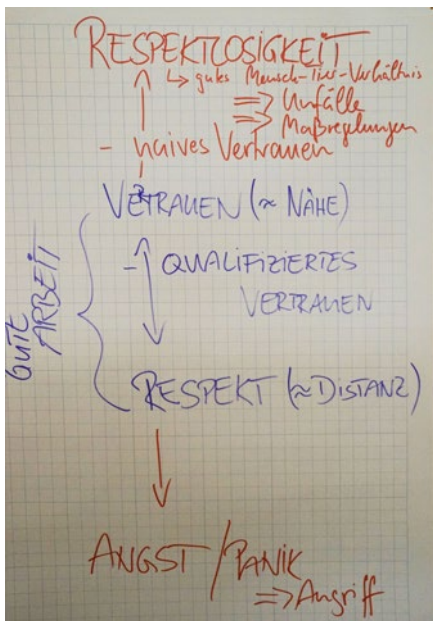 RESPEKTLOSIGKEIT
↳ gutes Mensch-Tier-Verhältnis
⇒ Unfälle
⇒ Maßregelungen
- naives Vertrauen
VERTRAUEN (≈ NÄHE)
- QUALIFIZIERTES
VERTRAUEN
GUTE
ARBEIT
RESPEKT (≈ DISTANZ)
ANGST / PANIK
⇒ Angriff